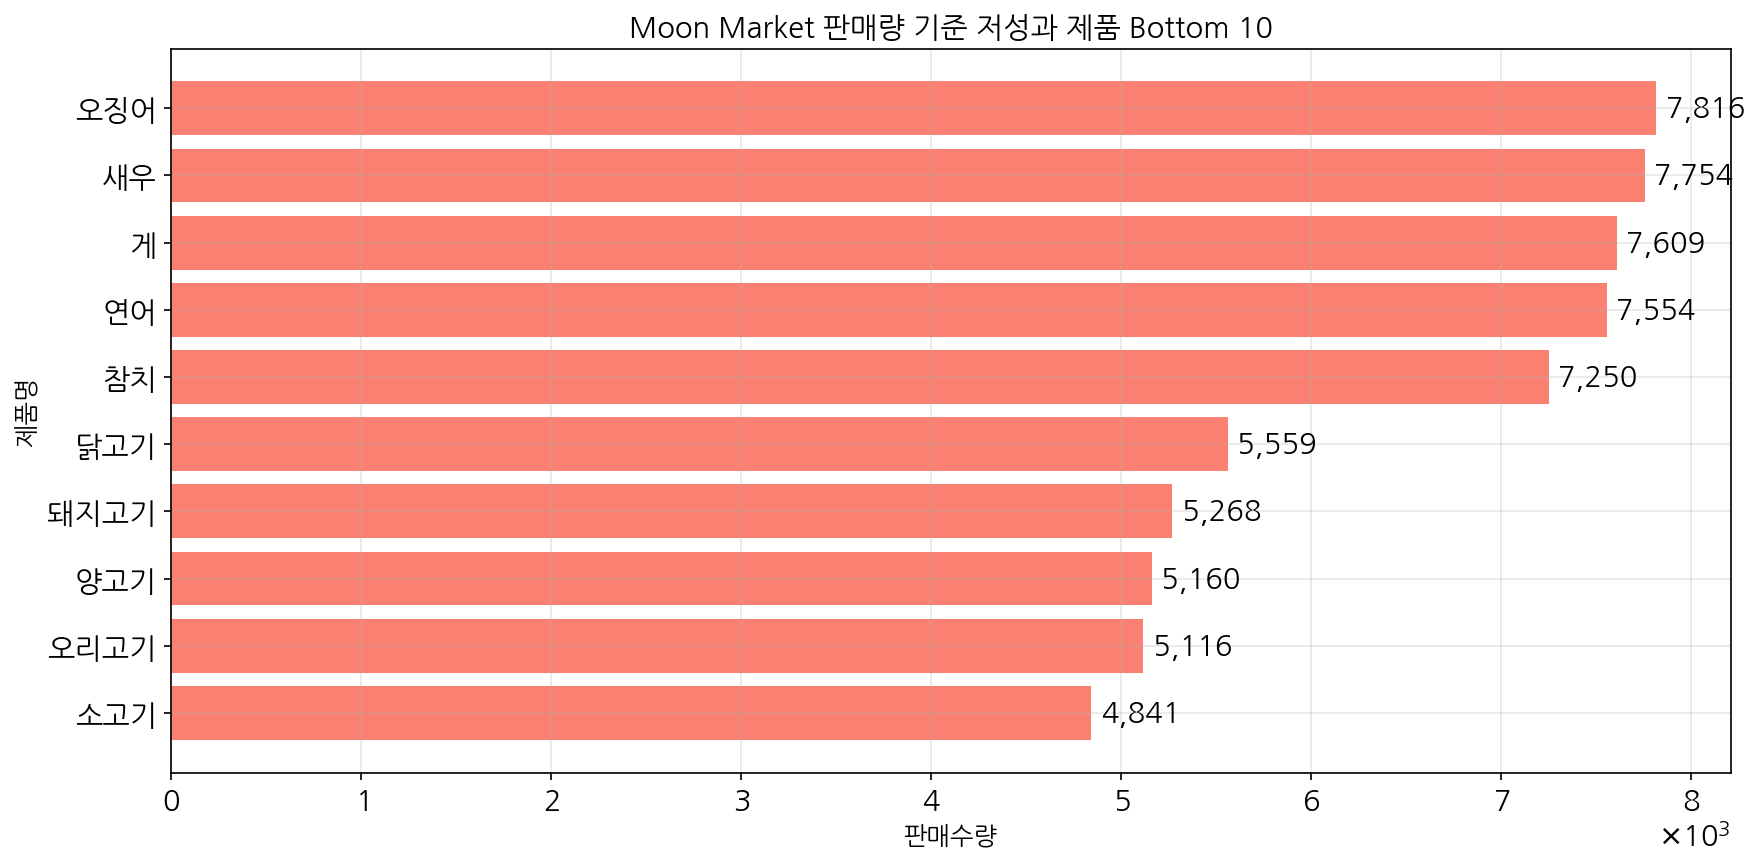 Moon Market 판매량 기준 저성과 제품 Bottom 10
제품명
오징어 7,816
새우 7,754
게 7,609
연어 7,554
참치 7,250
닭고기 5,559
돼지고기 5,268
양고기 5,160
오리고기 5,116
소고기 4,841
0 1 2 3 4 5 6 7 8
×10³
판매수량